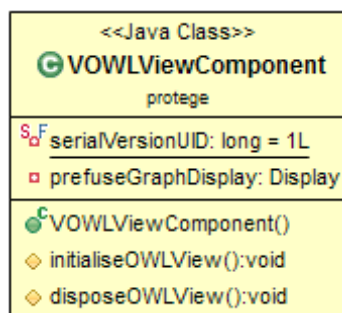 <<Java Class>>
C VOWLViewComponent
protege
S F serialVersionUID: long = 1L
prefuseGraphDisplay: Display
C VOWLViewComponent()
initialiseOWLView():void
disposeOWLView():void